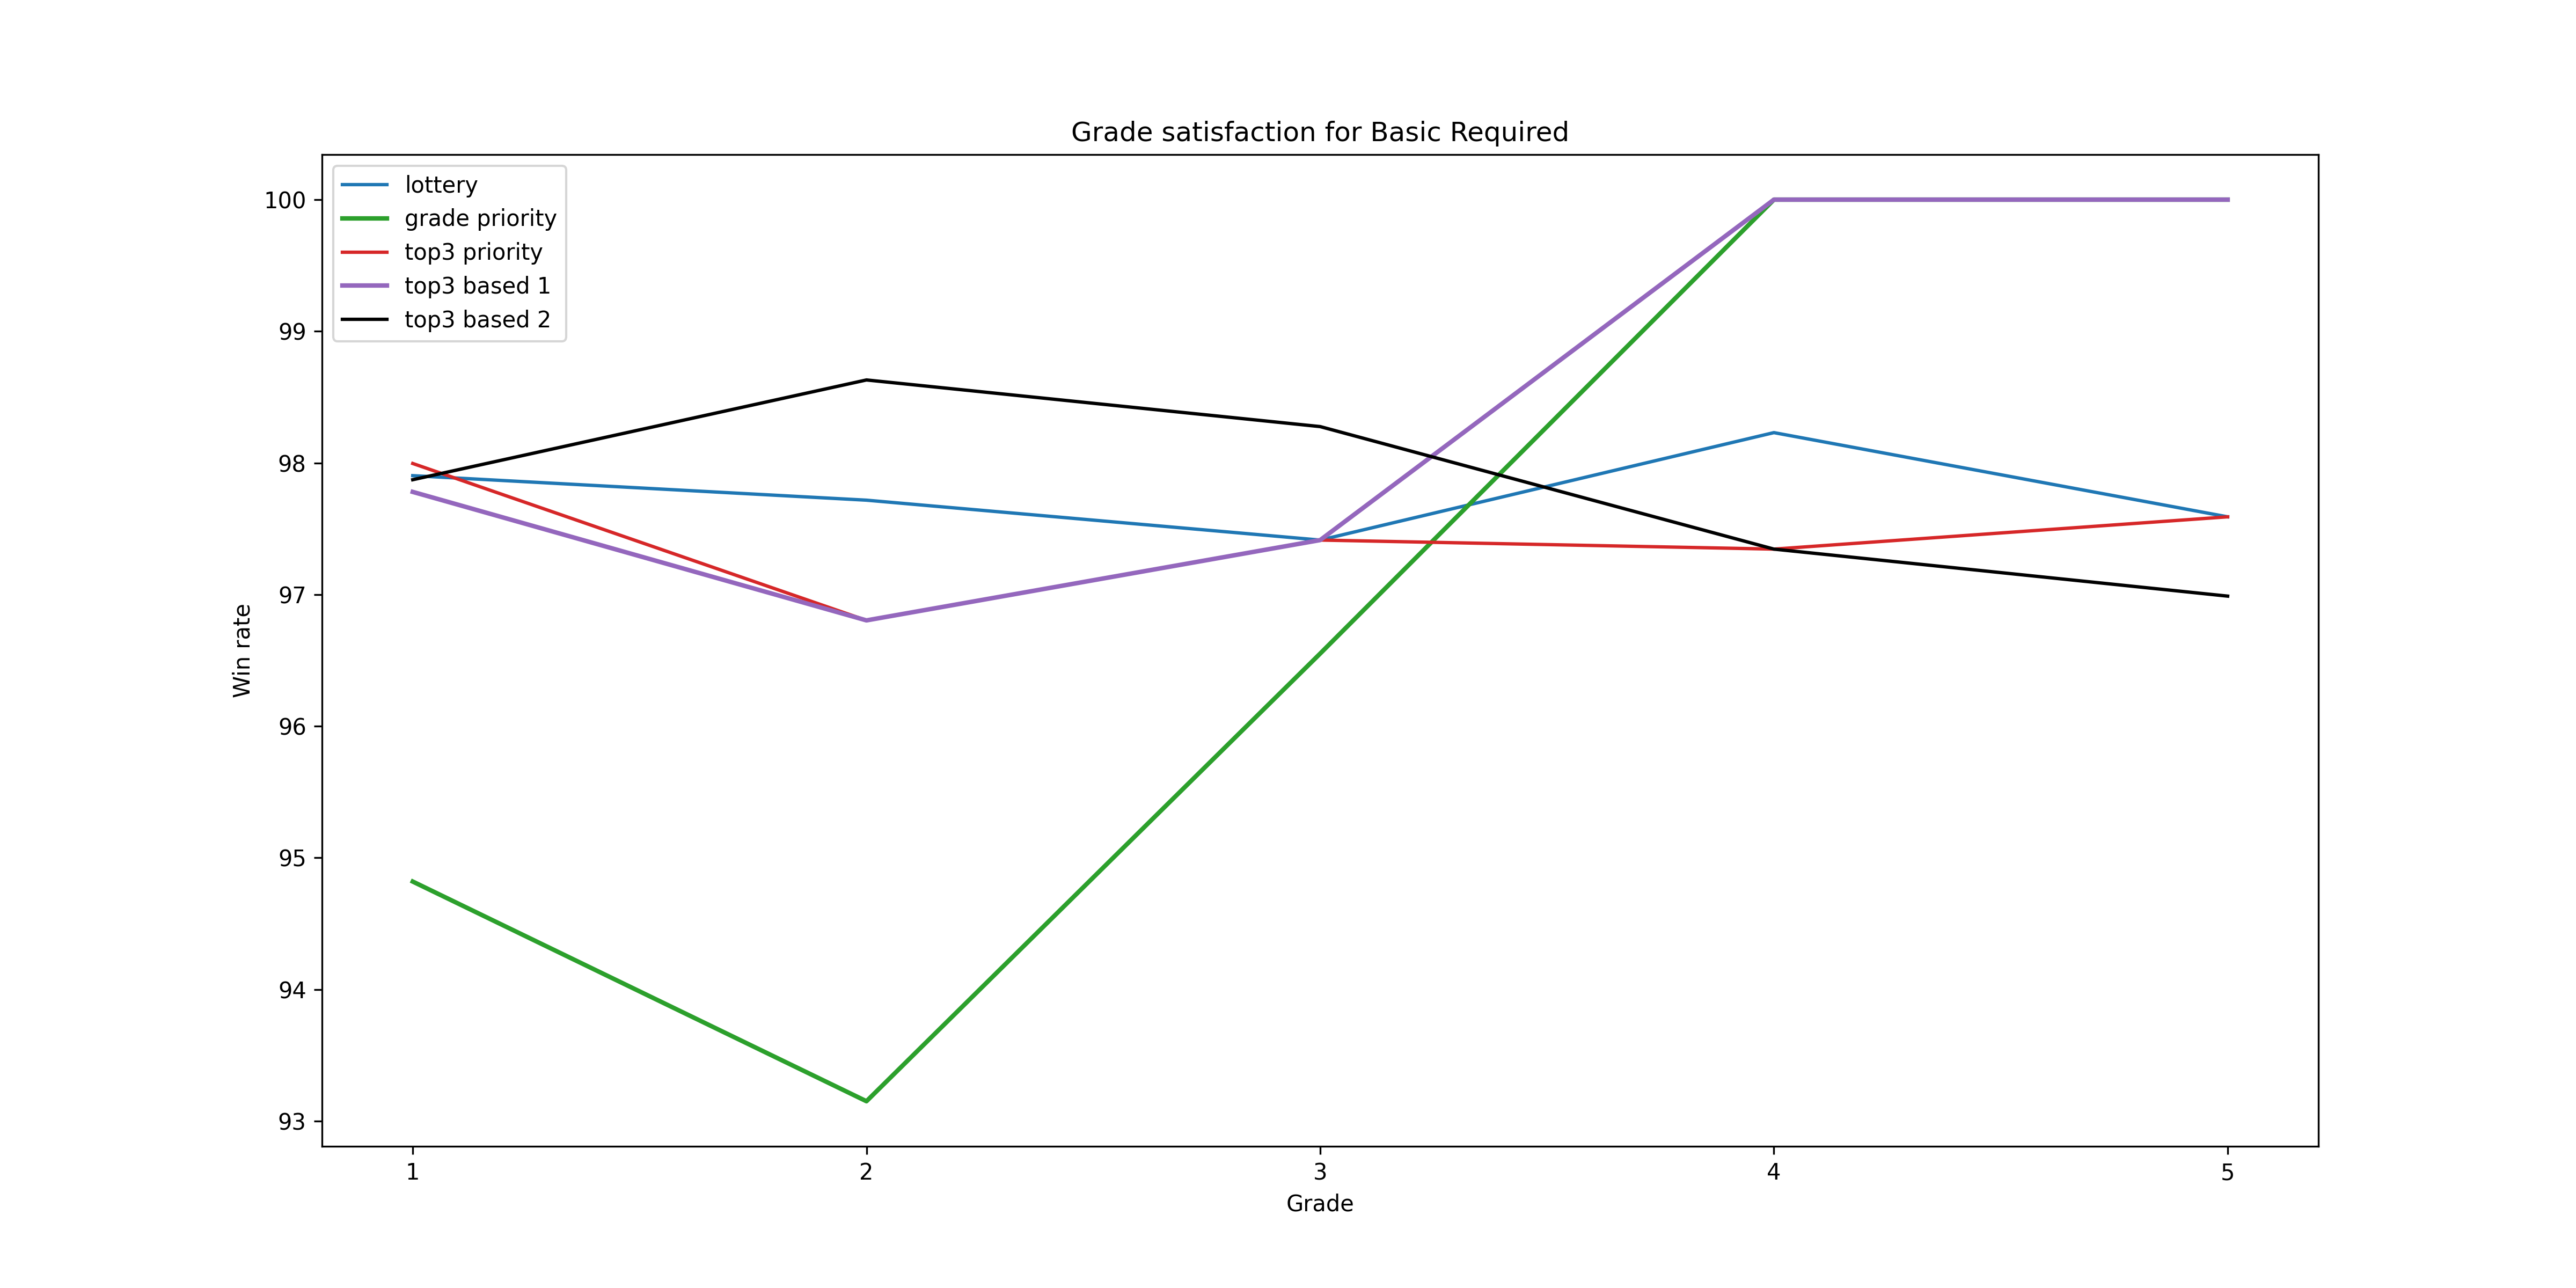 Grade satisfaction for Basic Required
lottery
grade priority
top3 priority
top3 based 1
top3 based 2
100
99
98
97
96
95
94
93
Win rate
1 2 3 4 5
Grade